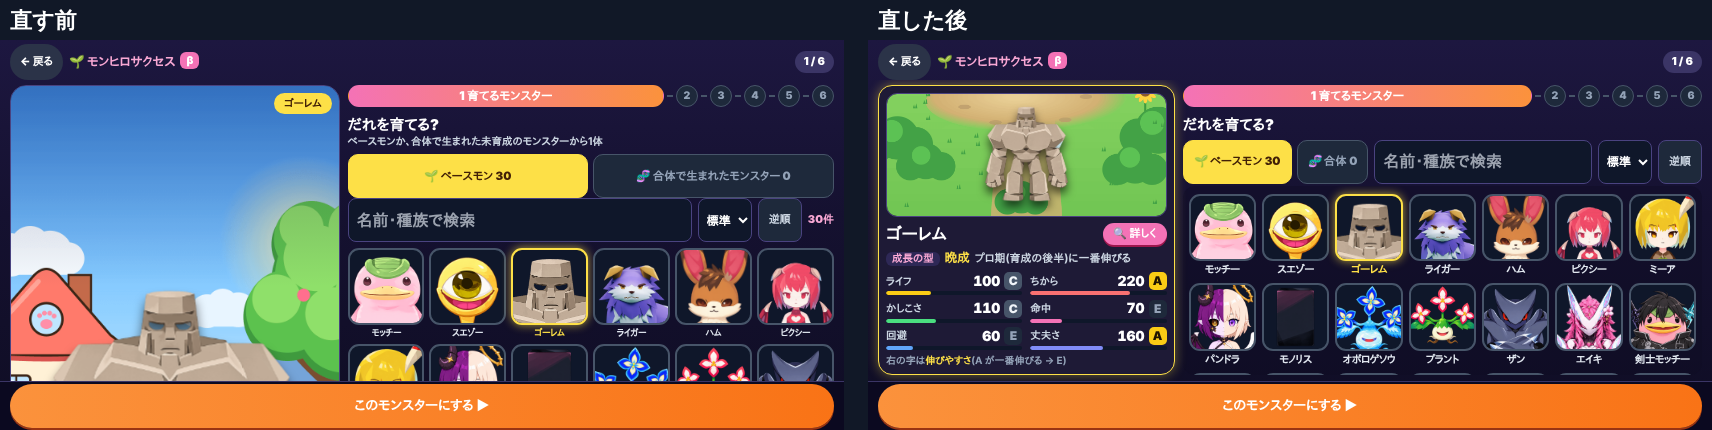 直す前
← 戻る 🌱 モンヒロサクセス β 1 / 6
ゴーレム
1 育てるモンスター 2 3 4 5 6
だれを育てる?
ベースモンか、合体で生まれた未育成のモンスターから1体
🌱 ベースモン 30 🧬 合体で生まれたモンスター 0
名前・種族で検索 標準 逆順 30件
モッチー スエゾー ゴーレム ライガー ハム ピクシー
このモンスターにする ▶
直した後
← 戻る 🌱 モンヒロサクセス β 1 / 6
ゴーレム 🔍 詳しく
成長の型 晩成 プロ期(育成の後半)に一番伸びる
ライフ 100 C ちから 220 A
かしこさ 110 C 命中 70 E
回避 60 E 丈夫さ 160 A
右の字は伸びやすさ(A が一番伸びる → E)
1 育てるモンスター 2 3 4 5 6
だれを育てる?
🌱 ベースモン 30 🧬 合体 0 名前・種族で検索 標準 逆順
モッチー スエゾー ゴーレム ライガー ハム ピクシー ミーア
パンドラ モノリス オボロゲソウ プラント ザン エイキ 剣士モッチー
このモンスターにする ▶